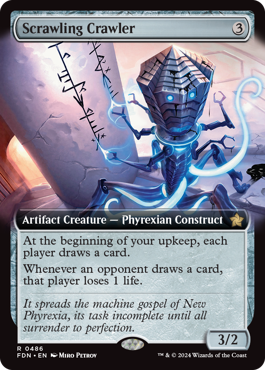 Scrawling Crawler 3
Artifact Creature — Phyrexian Construct
At the beginning of your upkeep, each
player draws a card.
Whenever an opponent draws a card,
that player loses 1 life.
It spreads the machine gospel of New
Phyrexia, its task incomplete until all
surrender to perfection.
3/2
R 0486
FDN • EN Miro Petrov
™ & © 2024 Wizards of the Coast